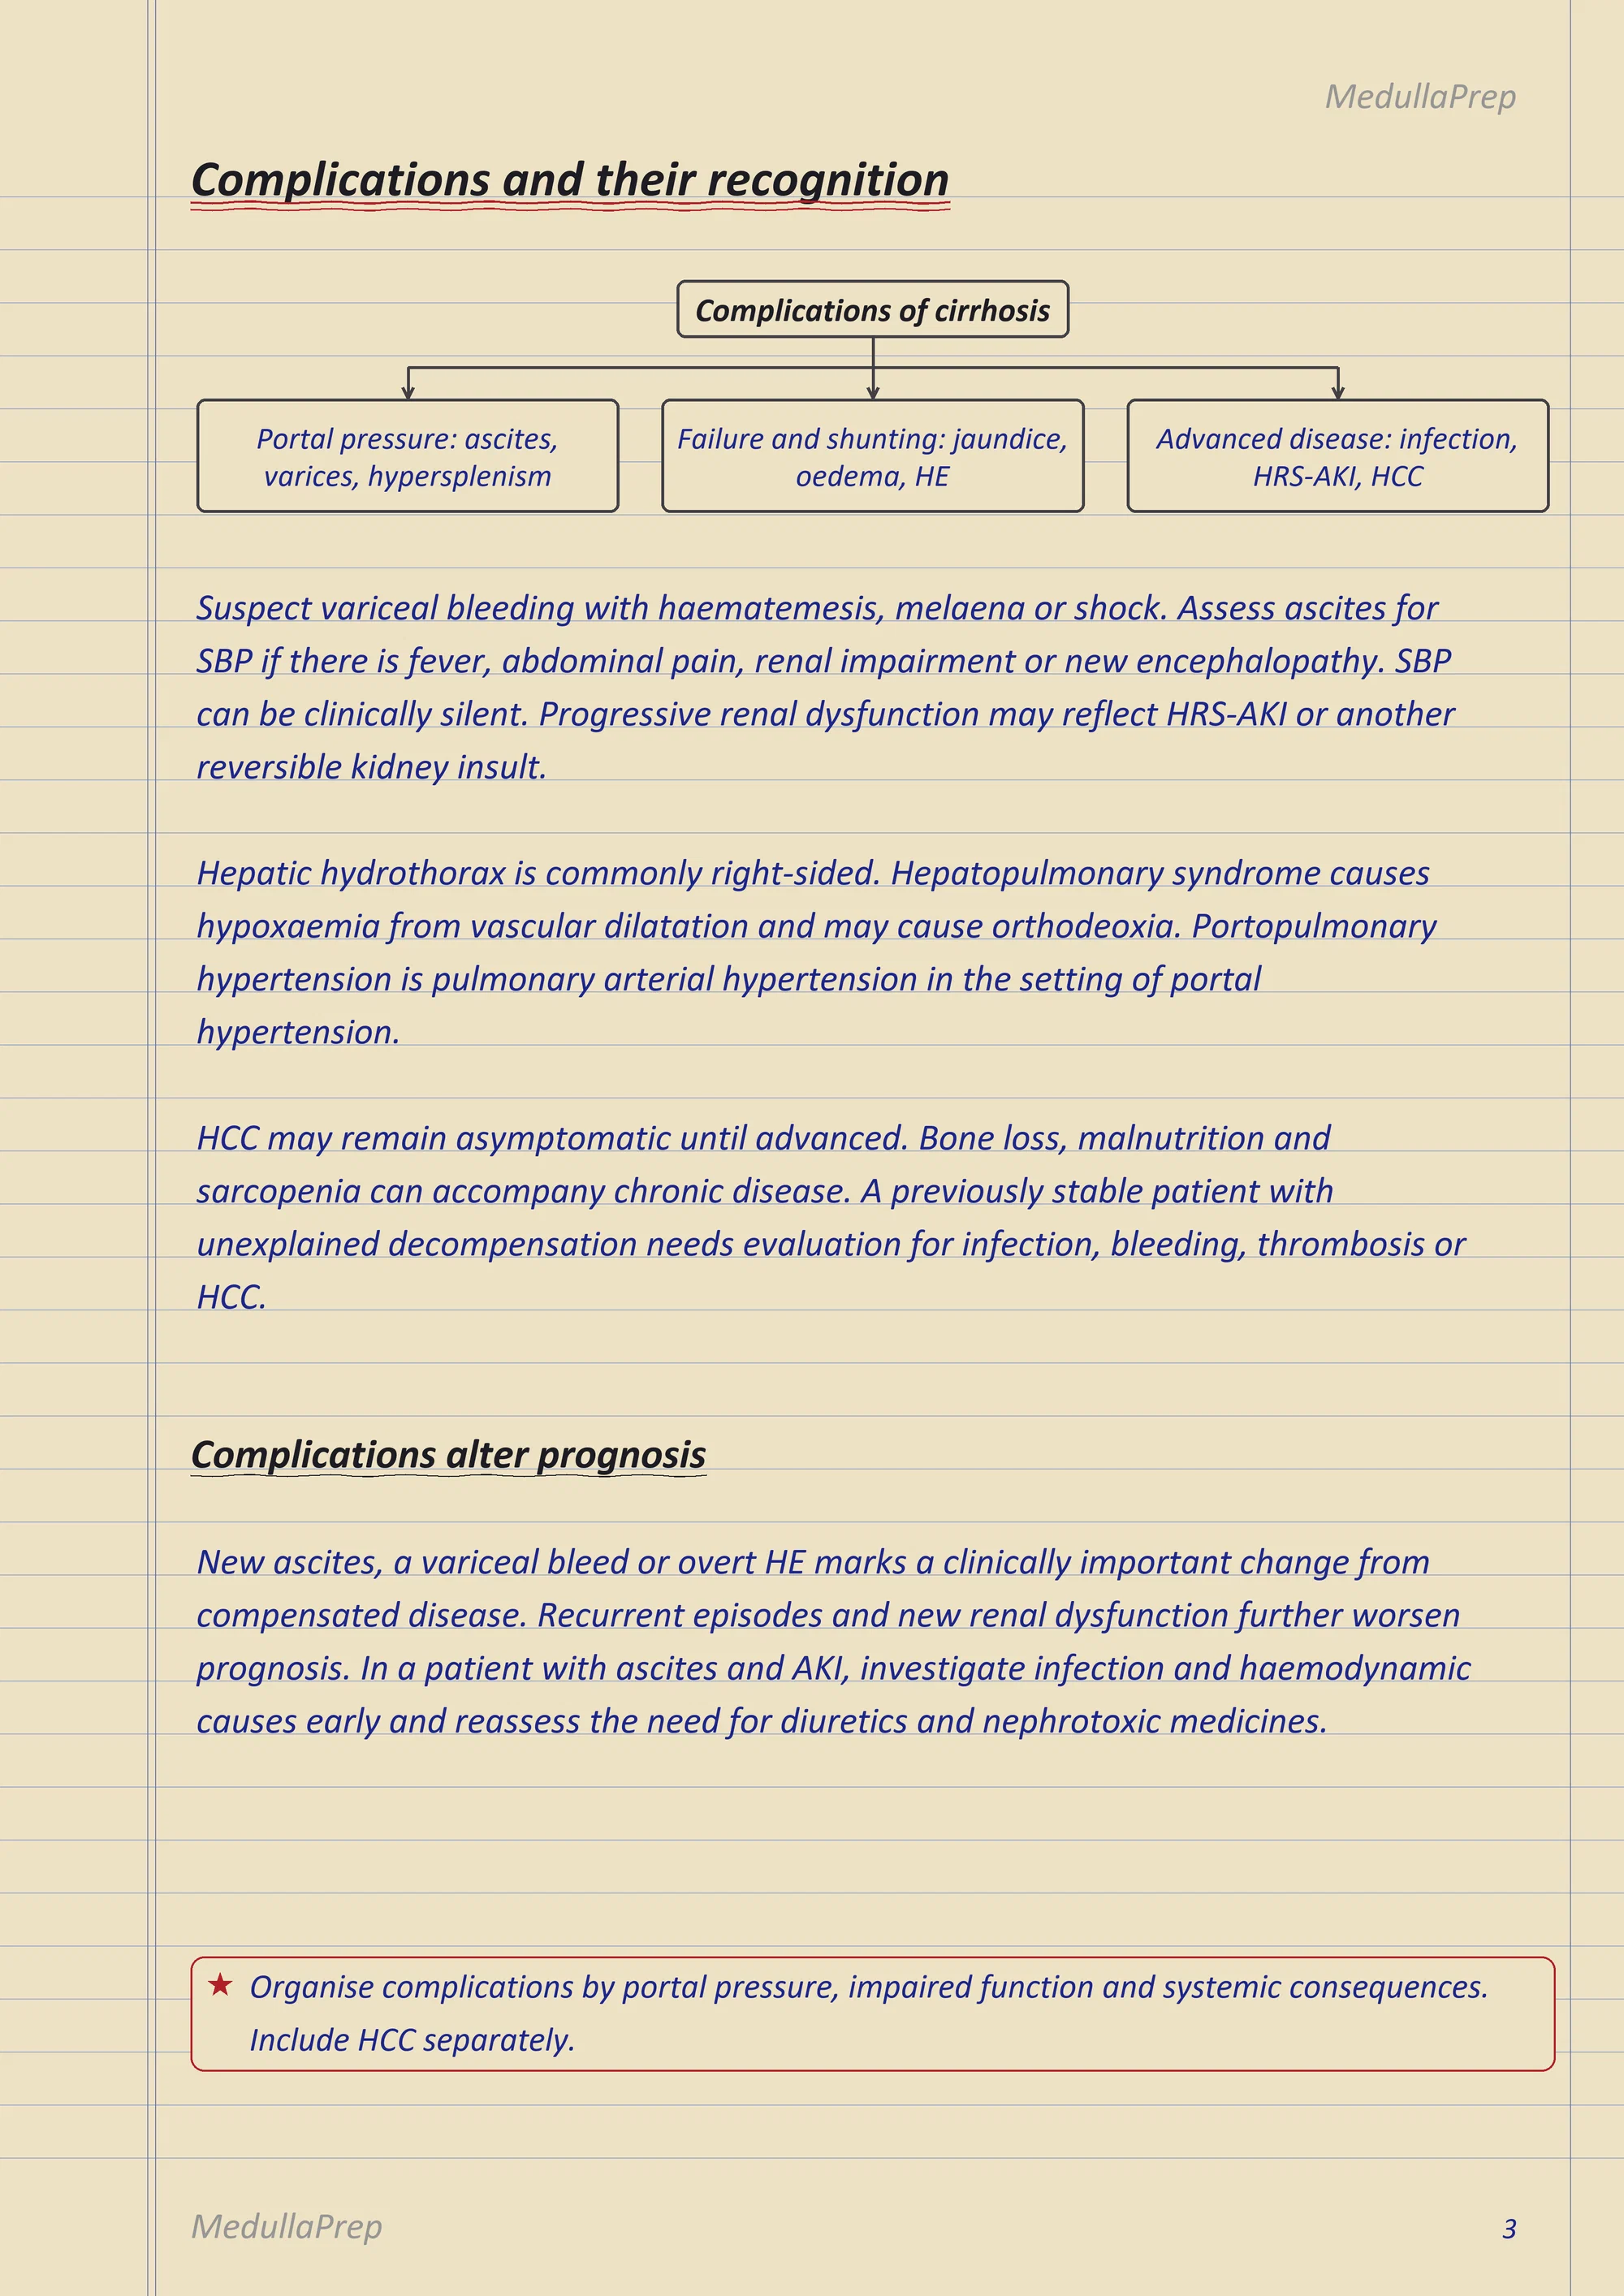 MedullaPrep
Complications and their recognition
Complications of cirrhosis
Portal pressure: ascites,
varices, hypersplenism
Failure and shunting: jaundice,
oedema, HE
Advanced disease: infection,
HRS-AKI, HCC
Suspect variceal bleeding with haematemesis, melaena or shock. Assess ascites for
SBP if there is fever, abdominal pain, renal impairment or new encephalopathy. SBP
can be clinically silent. Progressive renal dysfunction may reflect HRS-AKI or another
reversible kidney insult.
Hepatic hydrothorax is commonly right-sided. Hepatopulmonary syndrome causes
hypoxaemia from vascular dilatation and may cause orthodeoxia. Portopulmonary
hypertension is pulmonary arterial hypertension in the setting of portal
hypertension.
HCC may remain asymptomatic until advanced. Bone loss, malnutrition and
sarcopenia can accompany chronic disease. A previously stable patient with
unexplained decompensation needs evaluation for infection, bleeding, thrombosis or
HCC.
Complications alter prognosis
New ascites, a variceal bleed or overt HE marks a clinically important change from
compensated disease. Recurrent episodes and new renal dysfunction further worsen
prognosis. In a patient with ascites and AKI, investigate infection and haemodynamic
causes early and reassess the need for diuretics and nephrotoxic medicines.
★ Organise complications by portal pressure, impaired function and systemic consequences.
Include HCC separately.
MedullaPrep
3